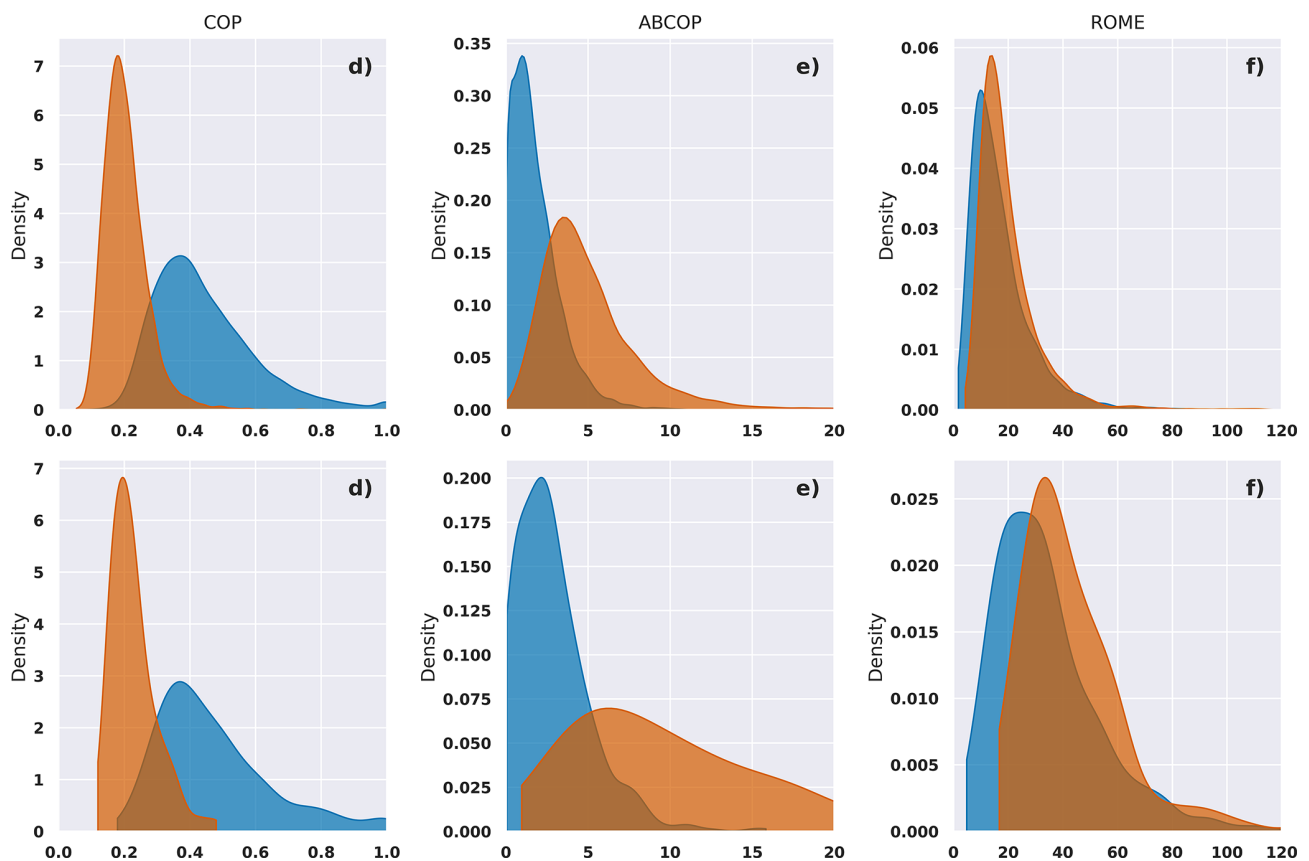 COP ABCOP ROME
d) e) f)
7 0.35 0.06
6 0.30 0.05
5 0.25 0.04
4 0.20 0.03
3 0.15 0.02
2 0.10 0.01
1 0.05 0.00
0 0.00
Density Density Density
0.0 0.2 0.4 0.6 0.8 1.0 0 5 10 15 20 0 20 40 60 80 100 120
d) e) f)
7 0.200 0.025
6 0.175 0.020
5 0.150 0.015
4 0.125 0.010
3 0.100 0.005
2 0.075 0.000
1 0.050
0 0.025
0.000
Density Density Density
0.0 0.2 0.4 0.6 0.8 1.0 0 5 10 15 20 0 20 40 60 80 100 120